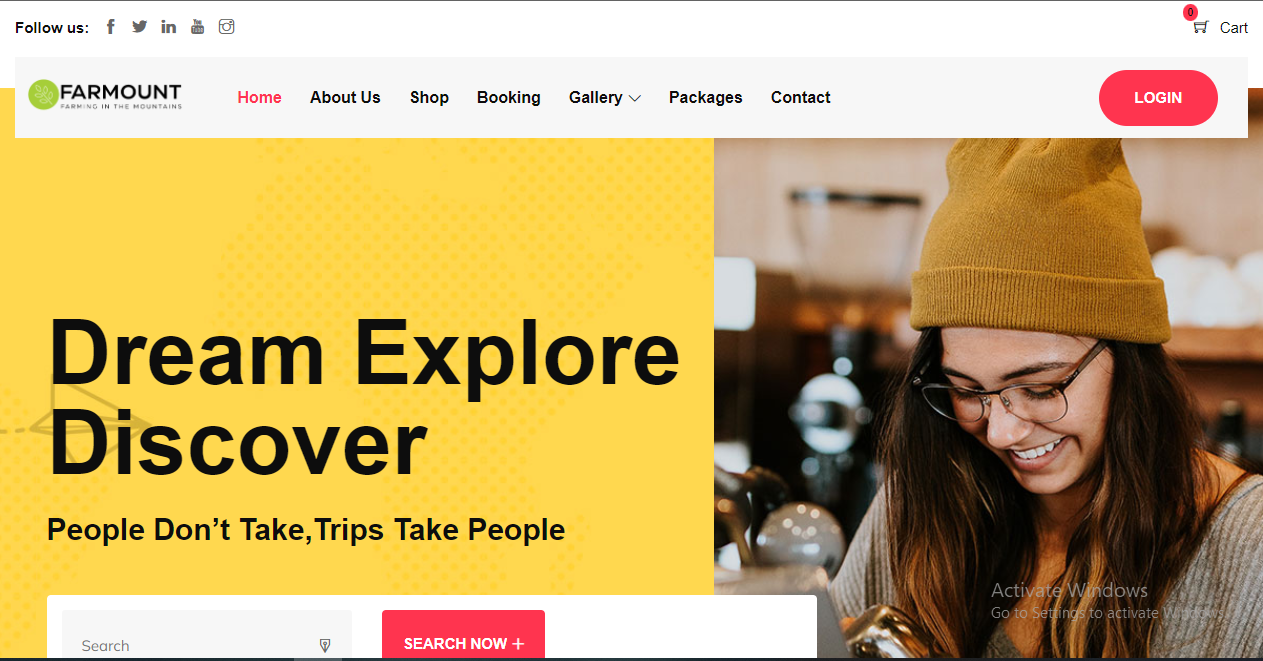 Follow us:
0
Cart
FARMOUNT
FARMING IN THE MOUNTAINS
Home
About Us
Shop
Booking
Gallery
Packages
Contact
LOGIN
Dream Explore
Discover
People Don’t Take,Trips Take People
Search
SEARCH NOW +
Activate Windows
Go to Settings to activate Windows.